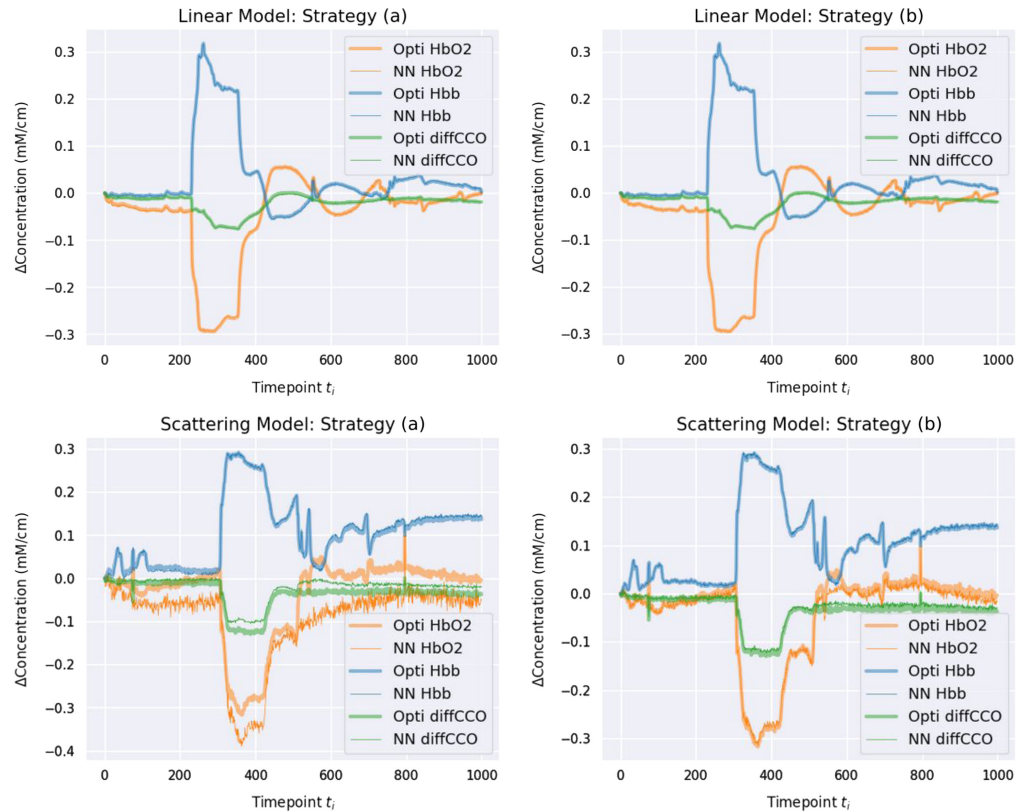 Linear Model: Strategy (a)
ΔConcentration (mM/cm)
0.3
0.2
0.1
0.0
−0.1
−0.2
−0.3
Opti HbO2
NN HbO2
Opti Hbb
NN Hbb
Opti diffCCO
NN diffCCO
0 200 400 600 800 1000
Timepoint ti
Linear Model: Strategy (b)
ΔConcentration (mM/cm)
0.3
0.2
0.1
0.0
−0.1
−0.2
−0.3
Opti HbO2
NN HbO2
Opti Hbb
NN Hbb
Opti diffCCO
NN diffCCO
0 200 400 600 800 1000
Timepoint ti
Scattering Model: Strategy (a)
ΔConcentration (mM/cm)
0.3
0.2
0.1
0.0
−0.1
−0.2
−0.3
−0.4
Opti HbO2
NN HbO2
Opti Hbb
NN Hbb
Opti diffCCO
NN diffCCO
0 200 400 600 800 1000
Timepoint ti
Scattering Model: Strategy (b)
ΔConcentration (mM/cm)
0.3
0.2
0.1
0.0
−0.1
−0.2
−0.3
Opti HbO2
NN HbO2
Opti Hbb
NN Hbb
Opti diffCCO
NN diffCCO
0 200 400 600 800 1000
Timepoint ti